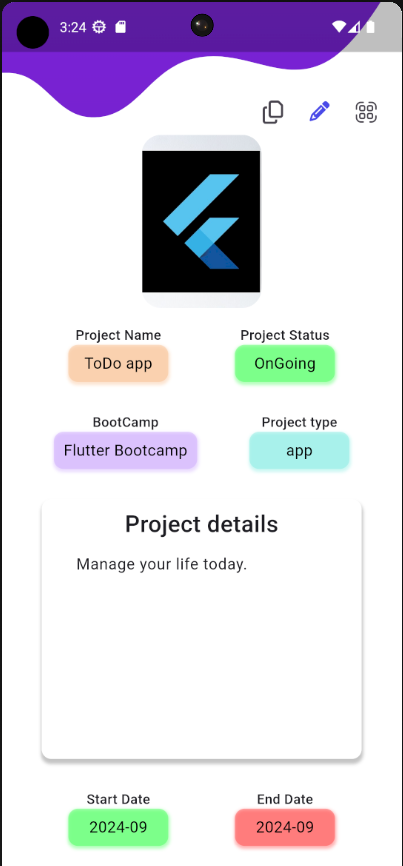 3:24
Project Name
Project Status
ToDo app
OnGoing
BootCamp
Project type
Flutter Bootcamp
app
Project details
Manage your life today.
Start Date
End Date
2024-09
2024-09